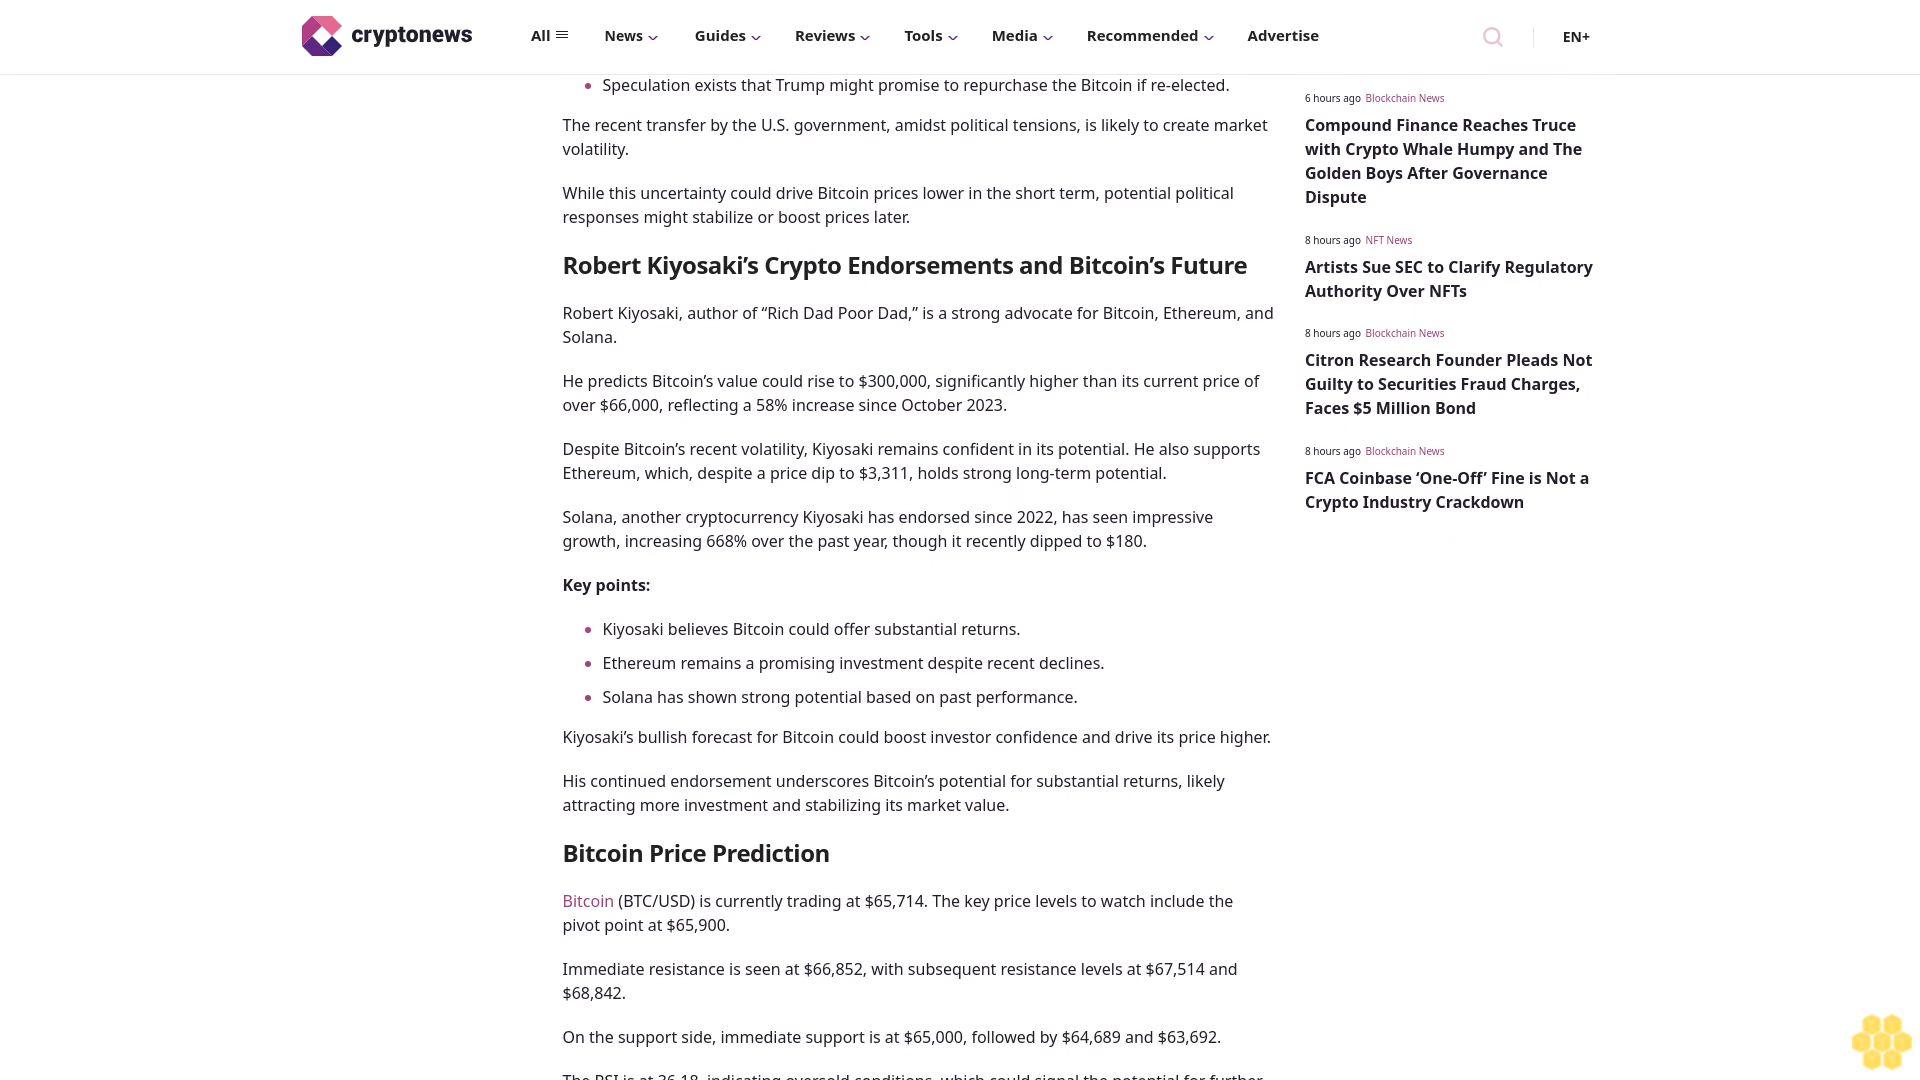 cryptonews
All
News
Guides
Reviews
Tools
Media
Recommended
Advertise
EN+
Speculation exists that Trump might promise to repurchase the Bitcoin if re-elected.
The recent transfer by the U.S. government, amidst political tensions, is likely to create market
volatility.
While this uncertainty could drive Bitcoin prices lower in the short term, potential political
responses might stabilize or boost prices later.
Robert Kiyosaki’s Crypto Endorsements and Bitcoin’s Future
Robert Kiyosaki, author of “Rich Dad Poor Dad,” is a strong advocate for Bitcoin, Ethereum, and
Solana.
He predicts Bitcoin’s value could rise to $300,000, significantly higher than its current price of
over $66,000, reflecting a 58% increase since October 2023.
Despite Bitcoin’s recent volatility, Kiyosaki remains confident in its potential. He also supports
Ethereum, which, despite a price dip to $3,311, holds strong long-term potential.
Solana, another cryptocurrency Kiyosaki has endorsed since 2022, has seen impressive
growth, increasing 668% over the past year, though it recently dipped to $180.
Key points:
Kiyosaki believes Bitcoin could offer substantial returns.
Ethereum remains a promising investment despite recent declines.
Solana has shown strong potential based on past performance.
Kiyosaki’s bullish forecast for Bitcoin could boost investor confidence and drive its price higher.
His continued endorsement underscores Bitcoin’s potential for substantial returns, likely
attracting more investment and stabilizing its market value.
Bitcoin Price Prediction
Bitcoin (BTC/USD) is currently trading at $65,714. The key price levels to watch include the
pivot point at $65,900.
Immediate resistance is seen at $66,852, with subsequent resistance levels at $67,514 and
$68,842.
On the support side, immediate support is at $65,000, followed by $64,689 and $63,692.
The RSI is at 36.18, indicating oversold conditions, which could signal the potential for further
6 hours ago Blockchain News
Compound Finance Reaches Truce
with Crypto Whale Humpy and The
Golden Boys After Governance
Dispute
8 hours ago NFT News
Artists Sue SEC to Clarify Regulatory
Authority Over NFTs
8 hours ago Blockchain News
Citron Research Founder Pleads Not
Guilty to Securities Fraud Charges,
Faces $5 Million Bond
8 hours ago Blockchain News
FCA Coinbase ‘One-Off’ Fine is Not a
Crypto Industry Crackdown